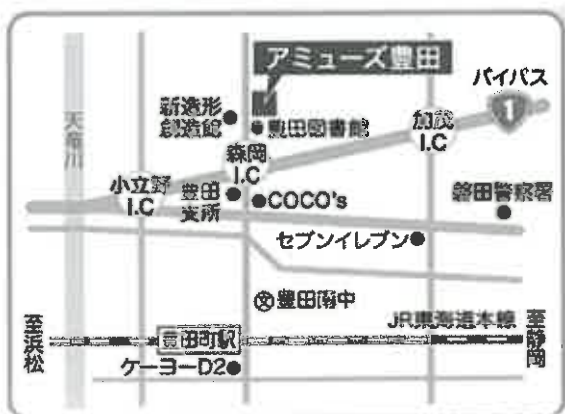 アミューズ豊田
バイパス
1
新造形
創造館
豊田図書館
加茂
I.C
森岡
I.C
天竜川
小立野
I.C
豊田
支所
COCO's
磐田警察署
セブンイレブン
文豊田南中
JR東海道本線
至浜松
豊田町駅
至静岡
ケーヨーD2